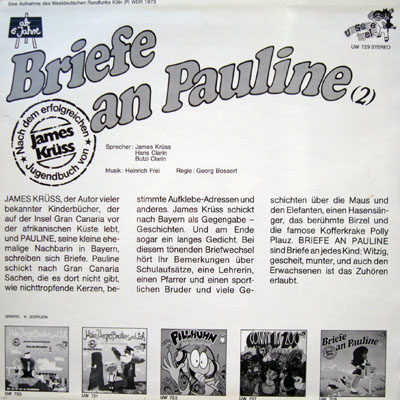 Eine Aufnahme des Westdeutschen Rundfunks Köln (P) WDR 1973
ab
6 Jahre
UW 729 STEREO
Briefe
an Pauline
(2)
Nach dem erfolgreichen
Jugendbuch von
James
Krüss
Sprecher: James Krüss
Hans Clarin
Butzi Clarin
Musik: Heinrich Frei
Regie: Georg Bossert
JAMES KRÜSS, der Autor vieler
bekannter Kinderbücher, der
auf der Insel Gran Canaria vor
der afrikanischen Küste lebt,
und PAULINE, seine kleine ehe-
malige Nachbarin in Bayern,
schreiben sich Briefe. Pauline
schickt nach Gran Canaria
Sachen, die es dort nicht gibt,
wie nichttropfende Kerzen, be-
stimmte Aufklebe-Adressen und
anderes. James Krüss schickt
nach Bayern als Gegengabe –
Geschichten. Und am Ende
sogar ein langes Gedicht. Bei
diesem tönenden Briefwechsel
hört Ihr Bemerkungen über
Schulaufsätze, eine Lehrerin,
einen Pfarrer und einen sport-
lichen Bruder und viele Ge-
schichten über die Maus und
den Elefanten, einen Hasensän-
ger, das berühmte Birzel und
die famose Kofferkrake Polly
Plauz. BRIEFE AN PAULINE
sind Briefe an jedes Kind: Witzig,
gescheit, munter, und auch den
Erwachsenen ist das Zuhören
erlaubt.
UW 720
UW 721
PILLHUHN
UW 723
UW 727
Briefe
an Pauline
UW 728